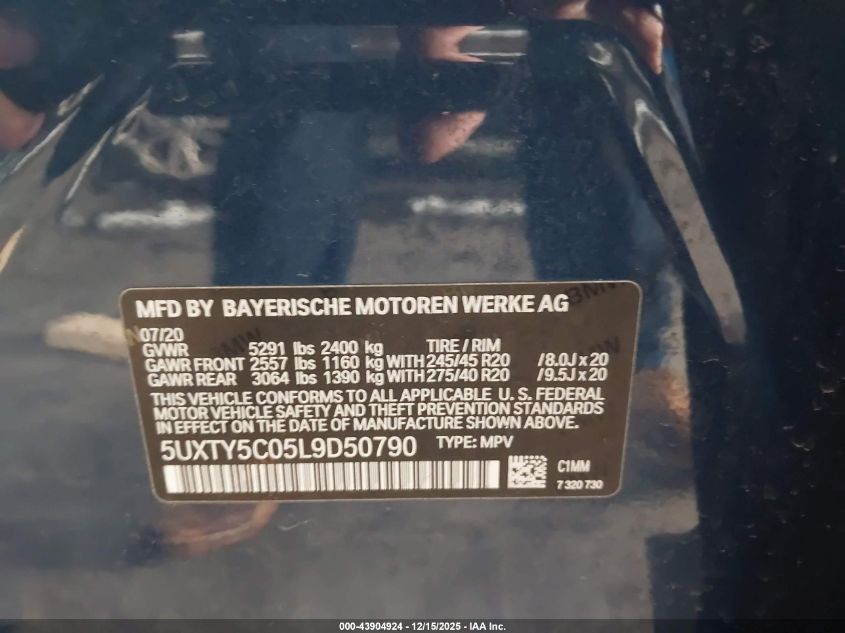 MFD BY BAYERISCHE MOTOREN WERKE AG
07/20
GVWR 5291 lbs 2400 kg TIRE / RIM
GAWR FRONT 2557 lbs 1160 kg WITH 245/45 R20 /8.0J x 20
GAWR REAR 3064 lbs 1390 kg WITH 275/40 R20 /9.5J x 20
THIS VEHICLE CONFORMS TO ALL APPLICABLE U. S. FEDERAL
MOTOR VEHICLE SAFETY AND THEFT PREVENTION STANDARDS
IN EFFECT ON THE DATE OF MANUFACTURE SHOWN ABOVE.
5UXTY5C05L9D50790 TYPE: MPV
C1MM
7 320 730
000-43904924 - 12/15/2025 - IAA Inc.